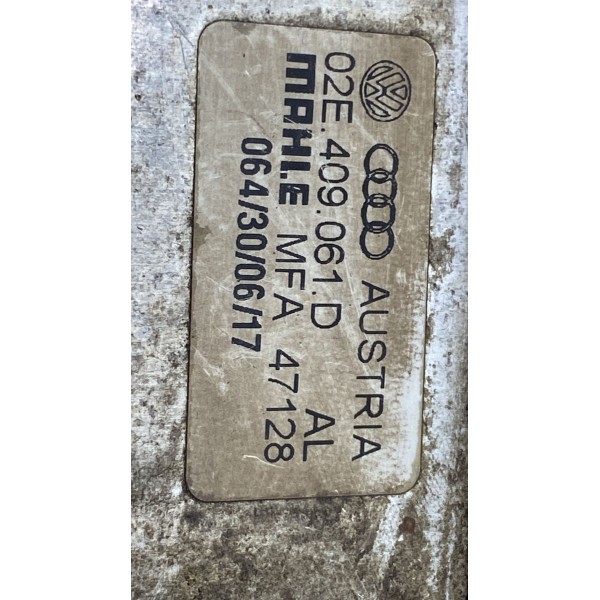 AUSTRIA
02E.409.061.D AL
MAHLE MFA 47128
064/30/06/17